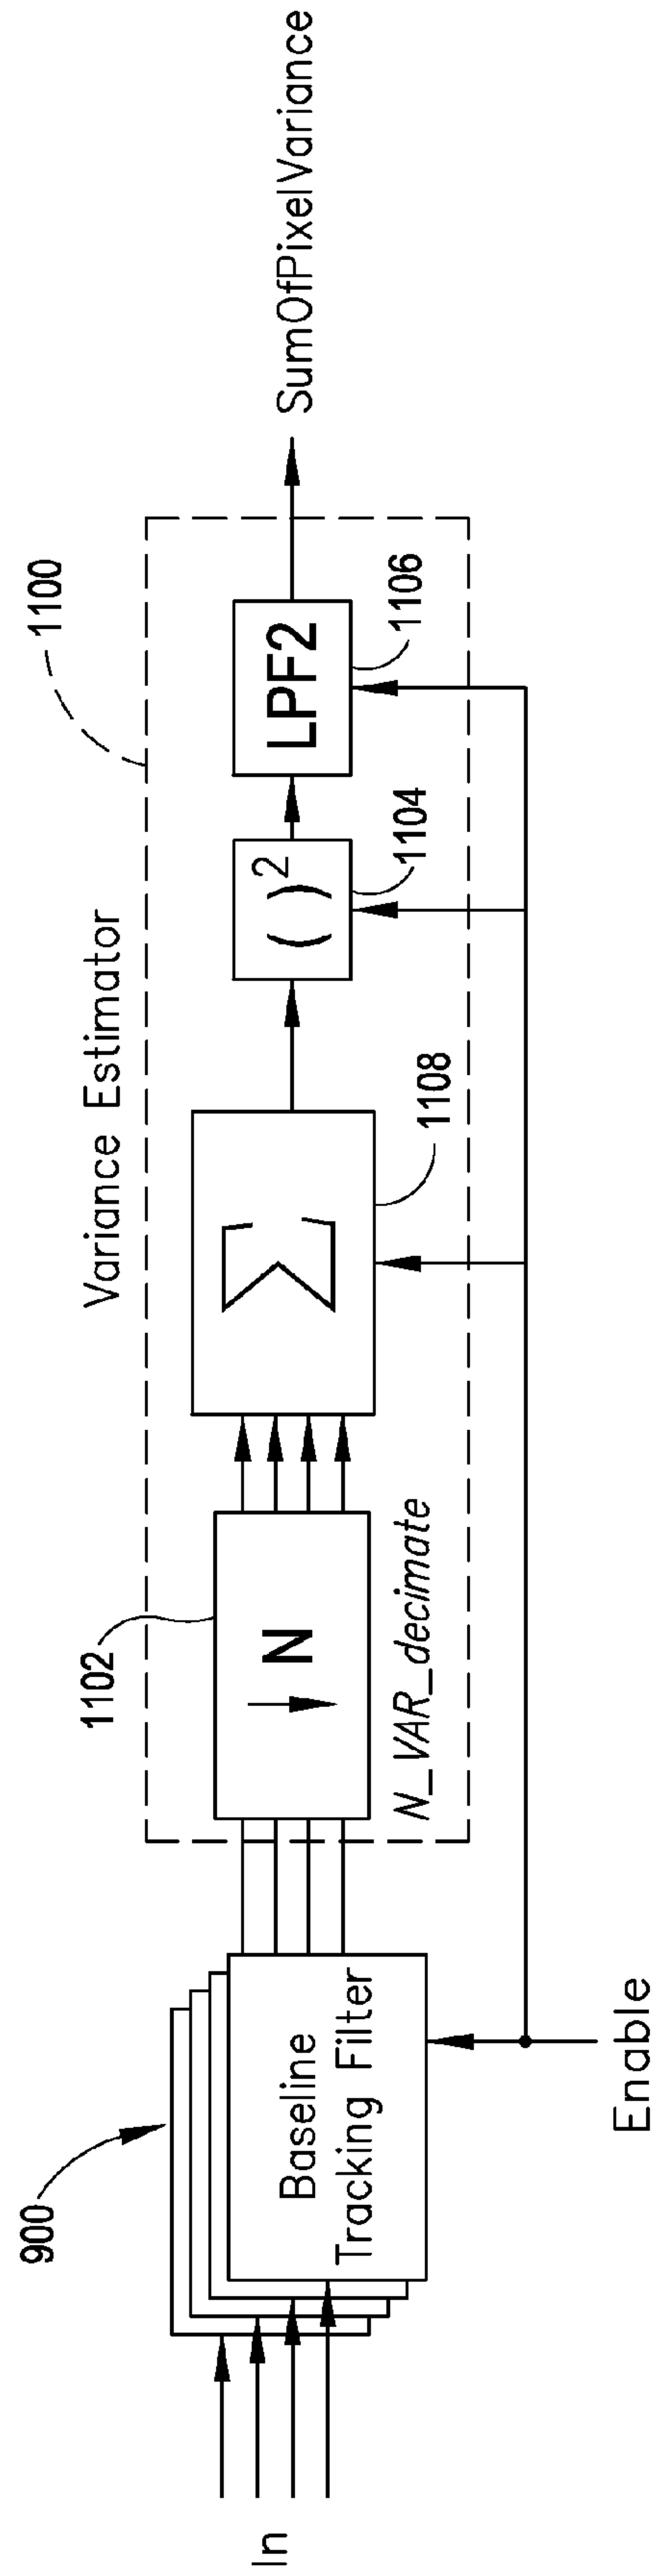 Variance Estimator
1100
In
900
Baseline
Tracking Filter
Enable
1102
↓ N
N_VAR_decimate
Σ
1108
( )²
1104
LPF2
1106
SumOfPixelVariance